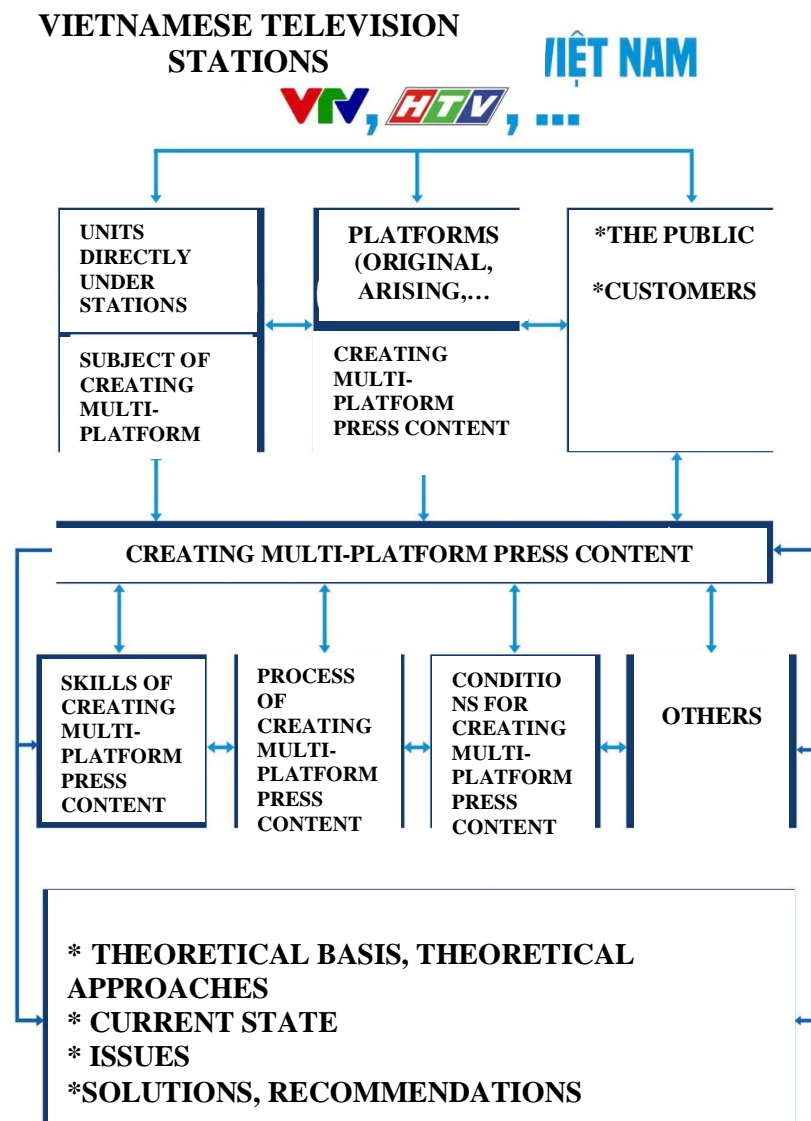 VIETNAMESE TELEVISION
STATIONS
VIỆT NAM
VTV, HTV, ...
UNITS
DIRECTLY
UNDER
STATIONS
PLATFORMS
(ORIGINAL,
ARISING,…
*THE PUBLIC
*CUSTOMERS
SUBJECT OF
CREATING
MULTI-
PLATFORM
CREATING
MULTI-
PLATFORM
PRESS CONTENT
CREATING MULTI-PLATFORM PRESS CONTENT
SKILLS OF
CREATING
MULTI-
PLATFORM
PRESS
CONTENT
PROCESS
OF
CREATING
MULTI-
PLATFORM
PRESS
CONTENT
CONDITIO
NS FOR
CREATING
MULTI-
PLATFORM
PRESS
CONTENT
OTHERS
* THEORETICAL BASIS, THEORETICAL
APPROACHES
* CURRENT STATE
* ISSUES
*SOLUTIONS, RECOMMENDATIONS